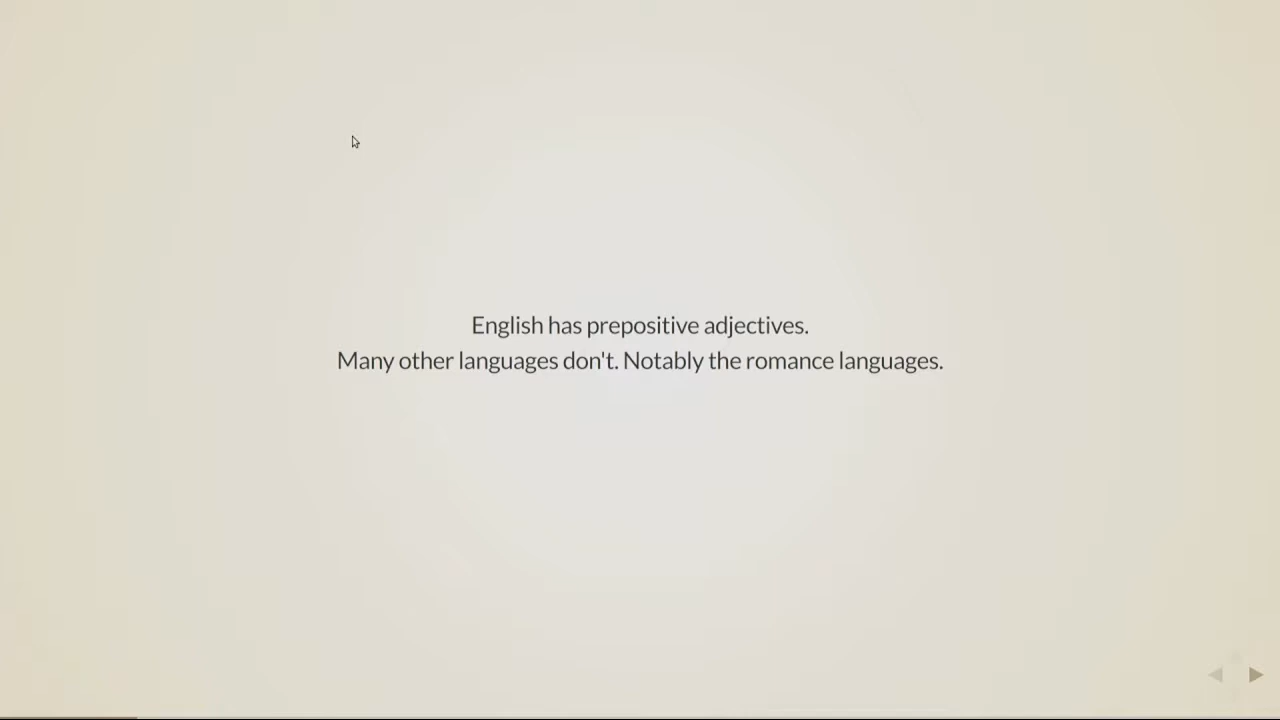 English has prepositive adjectives.
Many other languages don't. Notably the romance languages.